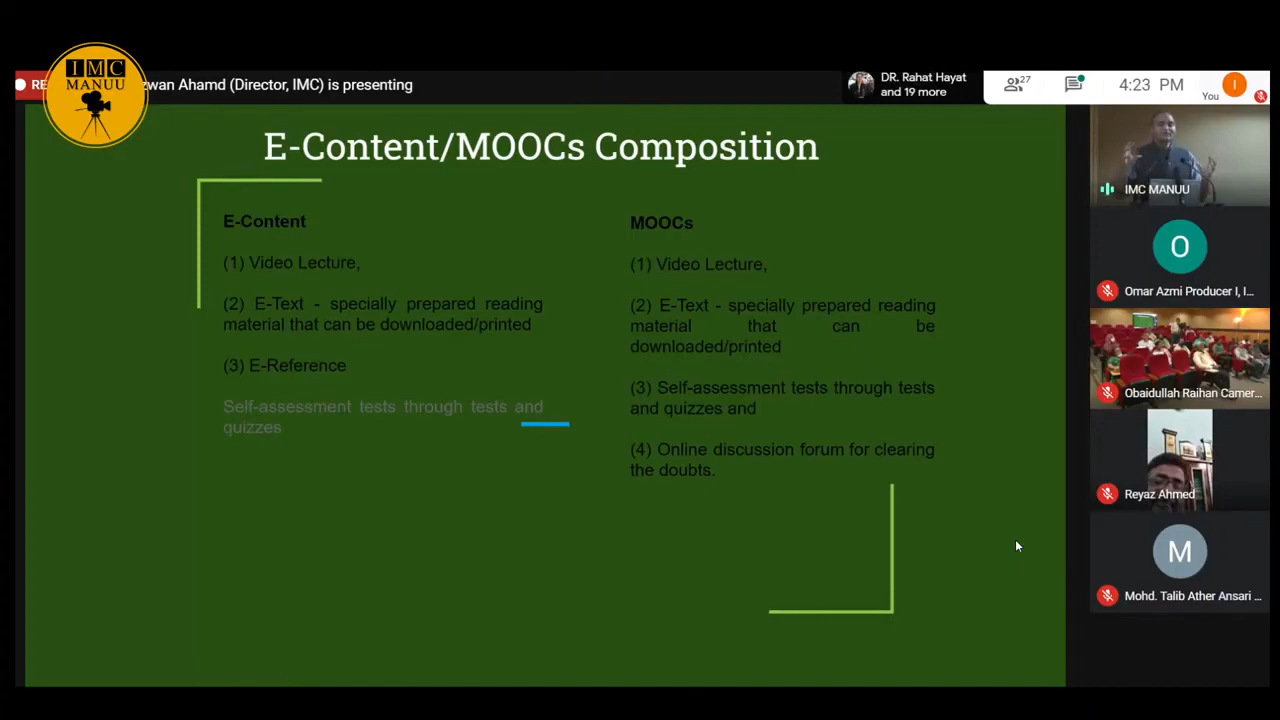 IMC
MANUU
RE
zwan Ahamd (Director, IMC) is presenting
DR. Rahat Hayat
and 19 more
27
4:23 PM
You
I
E-Content/MOOCs Composition
E-Content
(1) Video Lecture,
(2) E-Text - specially prepared reading
material that can be downloaded/printed
(3) E-Reference
Self-assessment tests through tests and
quizzes
MOOCs
(1) Video Lecture,
(2) E-Text - specially prepared reading
material that can be
downloaded/printed
(3) Self-assessment tests through tests
and quizzes and
(4) Online discussion forum for clearing
the doubts.
IMC MANUU
O
Omar Azmi Producer I, I...
Obaidullah Raihan Camer...
Reyaz Ahmed
M
Mohd. Talib Ather Ansari ...